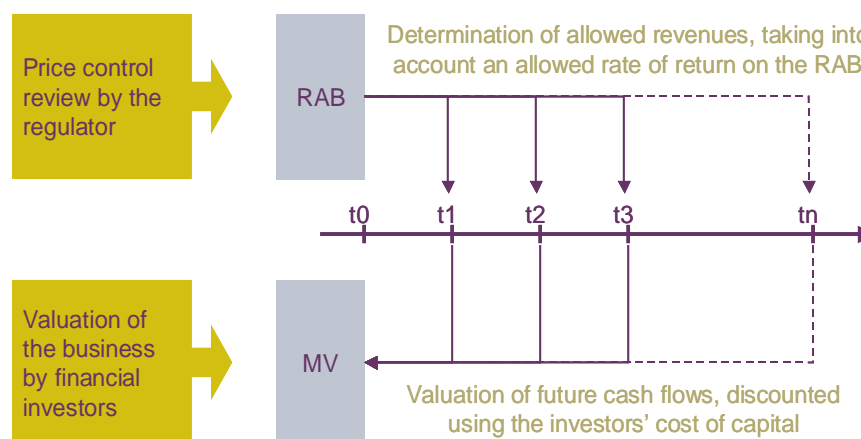 Determination of allowed revenues, taking into
account an allowed rate of return on the RAB
Price control
review by the
regulator
RAB
t0 t1 t2 t3 tn
Valuation of
the business
by financial
investors
MV
Valuation of future cash flows, discounted
using the investors' cost of capital